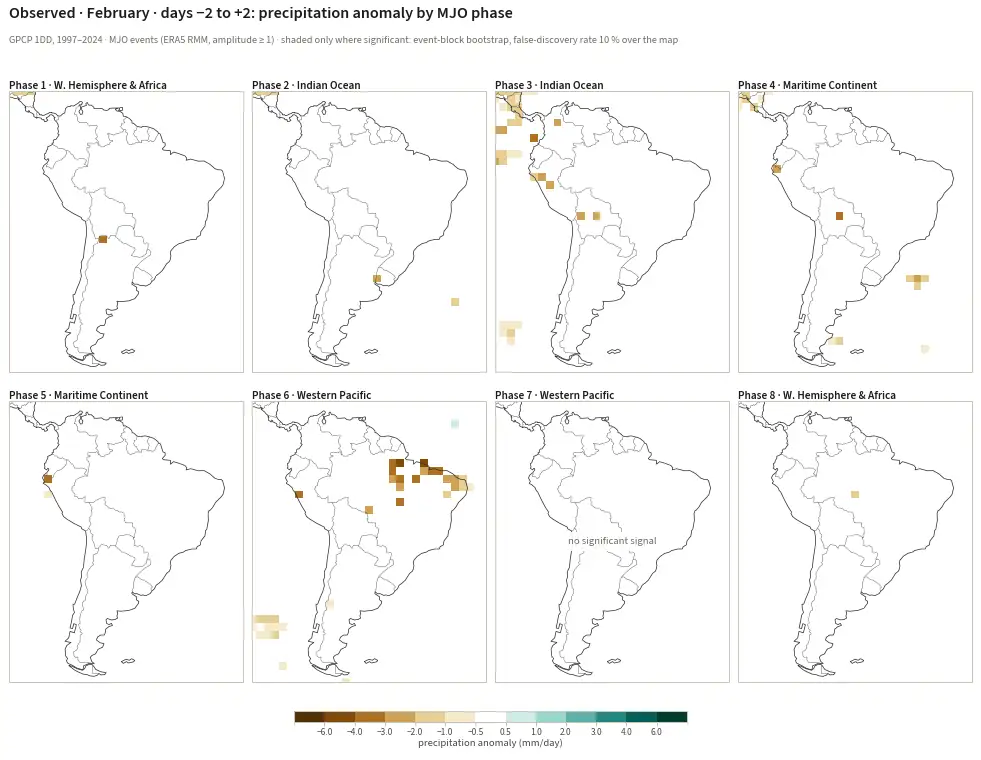 Observed · February · days −2 to +2: precipitation anomaly by MJO phase
GPCP 1DD, 1997–2024 · MJO events (ERA5 RMM, amplitude ≥ 1) · shaded only where significant: event-block bootstrap, false-discovery rate 10 % over the map
Phase 1 · W. Hemisphere & Africa
Phase 2 · Indian Ocean
Phase 3 · Indian Ocean
Phase 4 · Maritime Continent
Phase 5 · Maritime Continent
Phase 6 · Western Pacific
Phase 7 · Western Pacific
Phase 8 · W. Hemisphere & Africa
no significant signal
−6.0 −4.0 −3.0 −2.0 −1.0 −0.5 0.5 1.0 2.0 3.0 4.0 6.0
precipitation anomaly (mm/day)